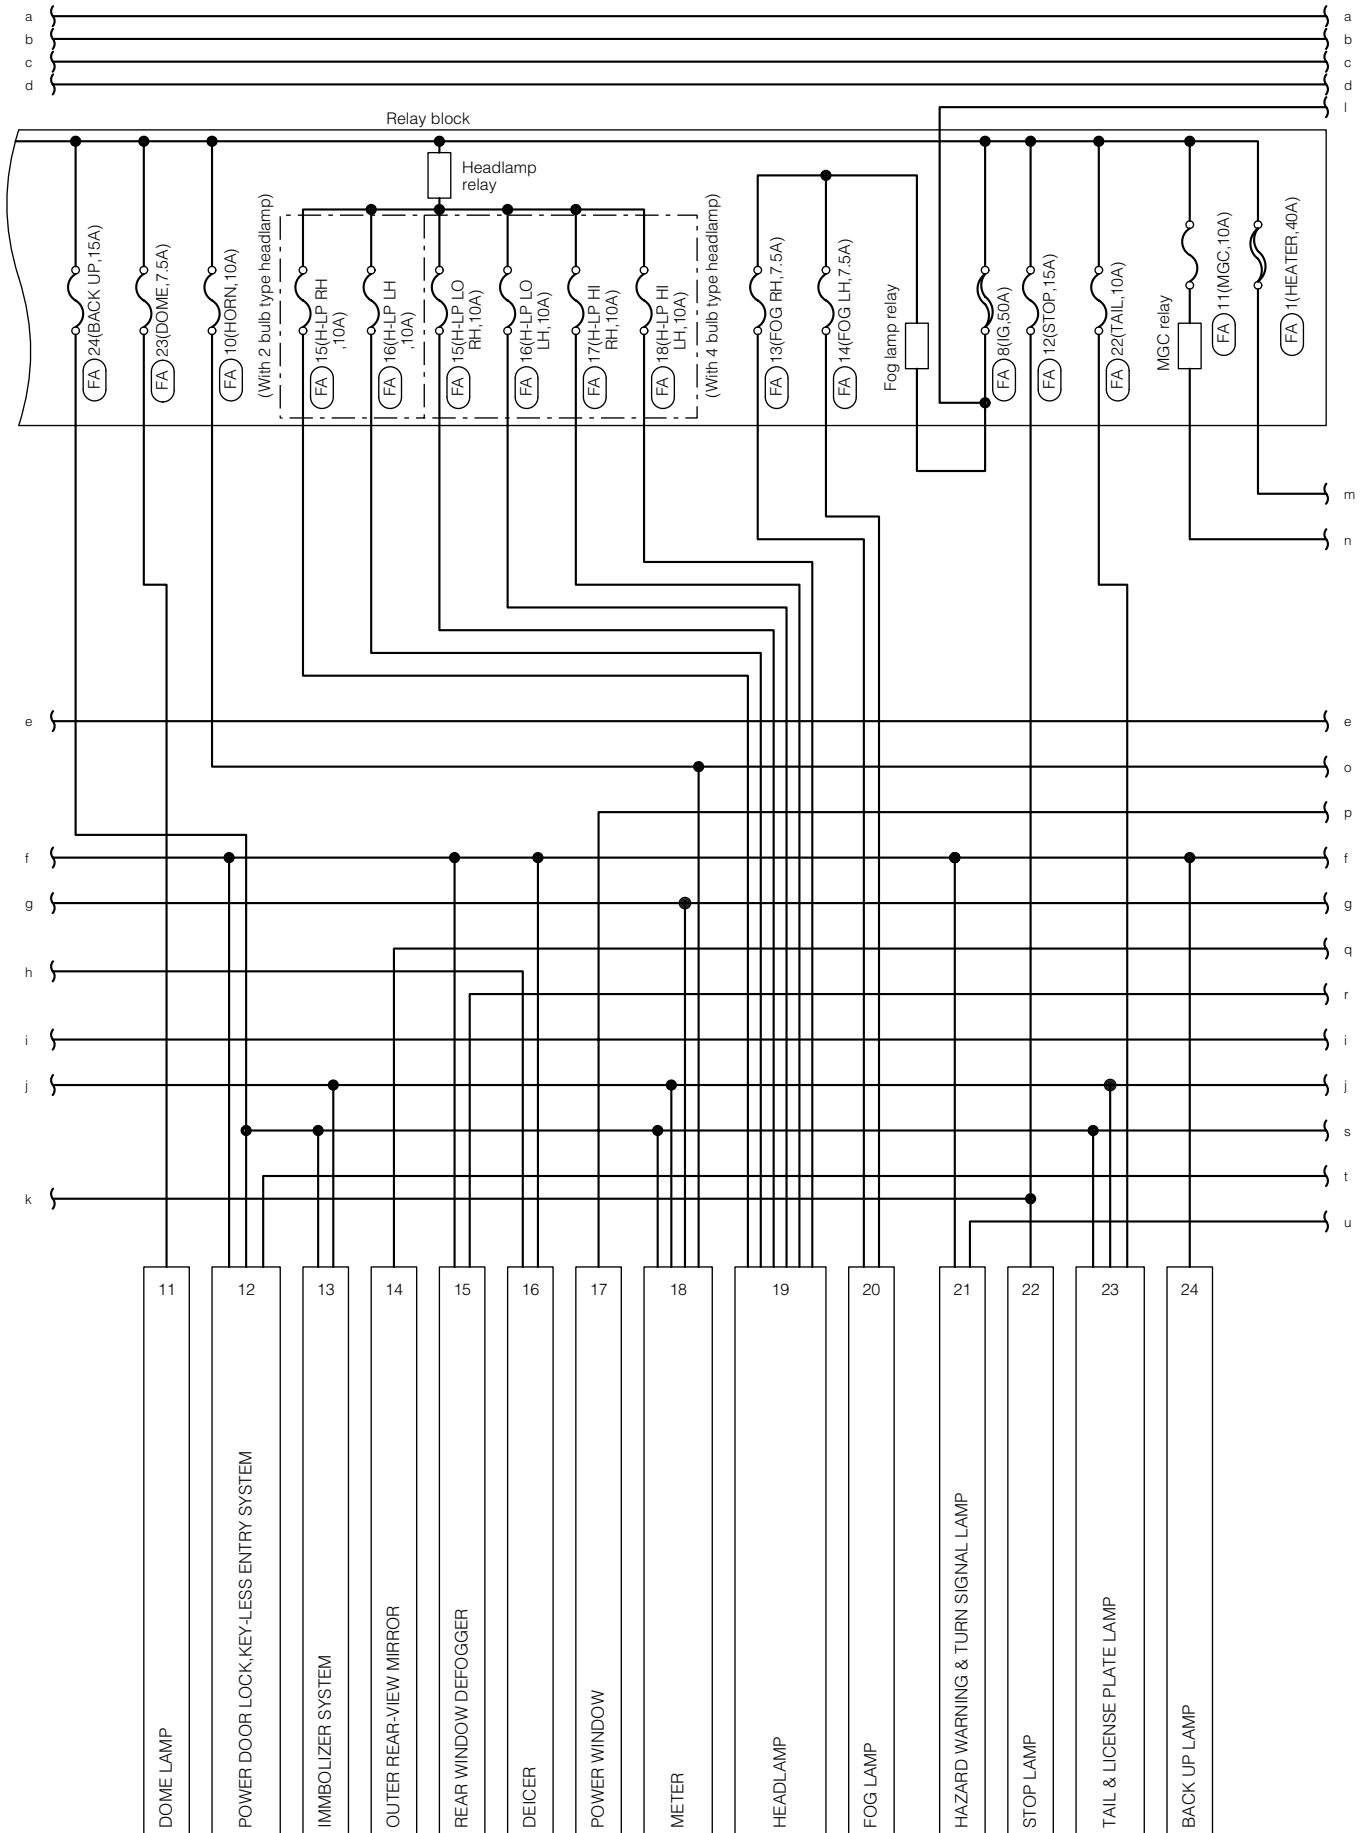 a a
b b
c c
d d
l
Relay block
Headlamp
relay
(With 2 bulb type headlamp)
(With 4 bulb type headlamp)
FA 24(BACK UP,15A)
FA 23(DOME,7.5A)
FA 10(HORN,10A)
FA 15(H-LP RH
,10A)
FA 16(H-LP LH
,10A)
FA 15(H-LP LO
RH,10A)
FA 16(H-LP LO
LH,10A)
FA 17(H-LP HI
RH,10A)
FA 18(H-LP HI
LH,10A)
FA 13(FOG RH,7.5A)
FA 14(FOG LH,7.5A)
Fog lamp relay
FA 8(IG,50A)
FA 12(STOP,15A)
FA 22(TAIL,10A)
MGC relay
FA 11(MGC,10A)
FA 1(HEATER,40A)
m
n
e e
o
p
f f
g g
q
h
r
i i
j j
s
t
k
u
11
12
13
14
15
16
17
18
19
20
21
22
23
24
DOME LAMP
POWER DOOR LOCK,KEY-LESS ENTRY SYSTEM
IMMBOLIZER SYSTEM
OUTER REAR-VIEW MIRROR
REAR WINDOW DEFOGGER
DEICER
POWER WINDOW
METER
HEADLAMP
FOG LAMP
HAZARD WARNING & TURN SIGNAL LAMP
STOP LAMP
TAIL & LICENSE PLATE LAMP
BACK UP LAMP